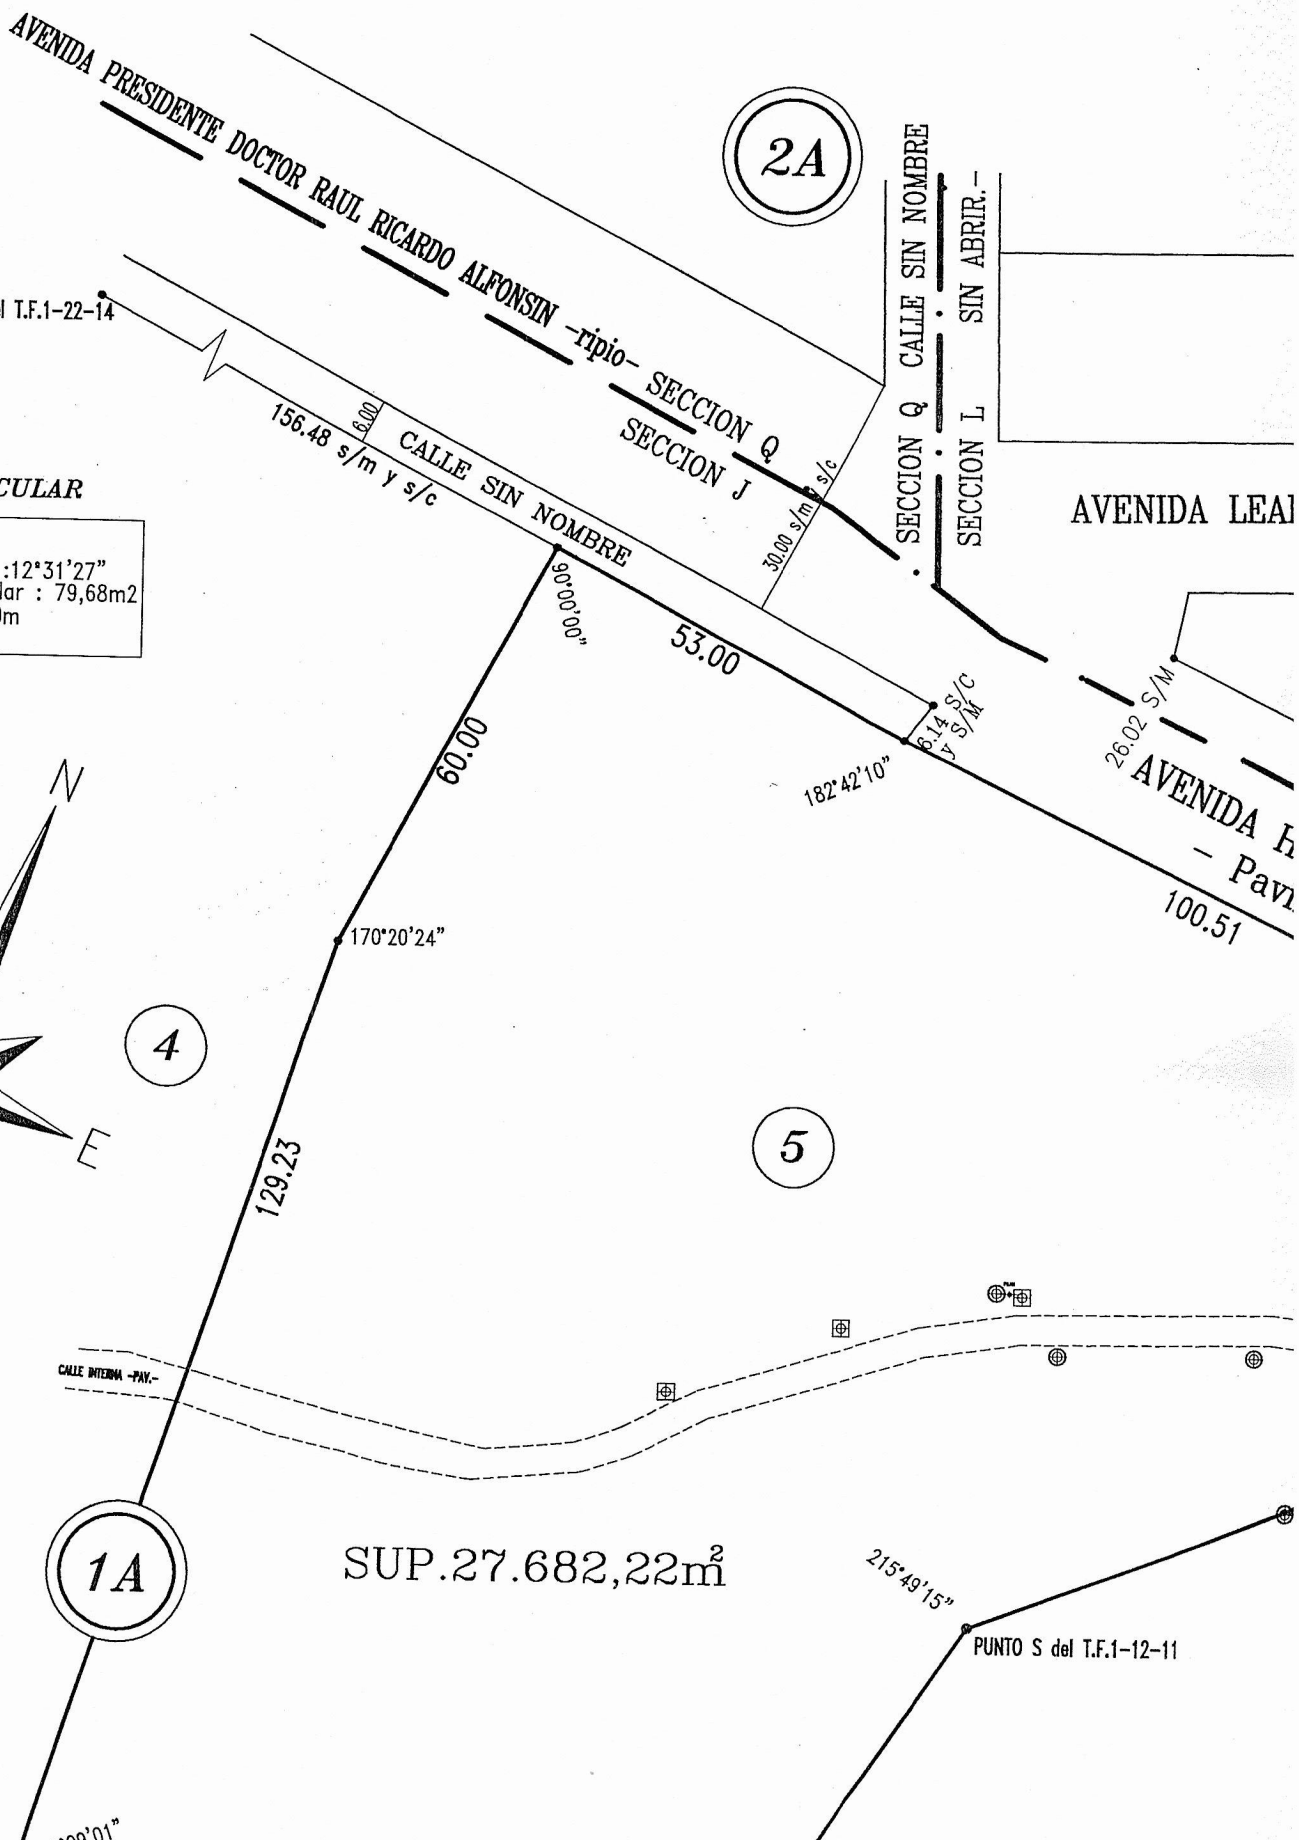 AVENIDA PRESIDENTE DOCTOR RAUL RICARDO ALFONSIN -ripio- SECCION Q
SECCION J
2A
SECCION Q CALLE SIN NOMBRE
SECCION L SIN ABRIR.-
T.F.1-22-14
156.48 s/m y s/c
6.00
CALLE SIN NOMBRE
30.00 s/m y s/c
AVENIDA LEA
CULAR
:12°31'27"
lar : 79,68m2
m
90°00'00"
53.00
6.14 S/C
y S/M
26.02 S/M
182°42'10"
AVENIDA H
- Pavi
100.51
60.00
N
170°20'24"
4
E
5
129.23
CALLE INTERNA -PAV.-
1A
SUP.27.682,22m²
215°49'15"
PUNTO S del T.F.1-12-11
'01"